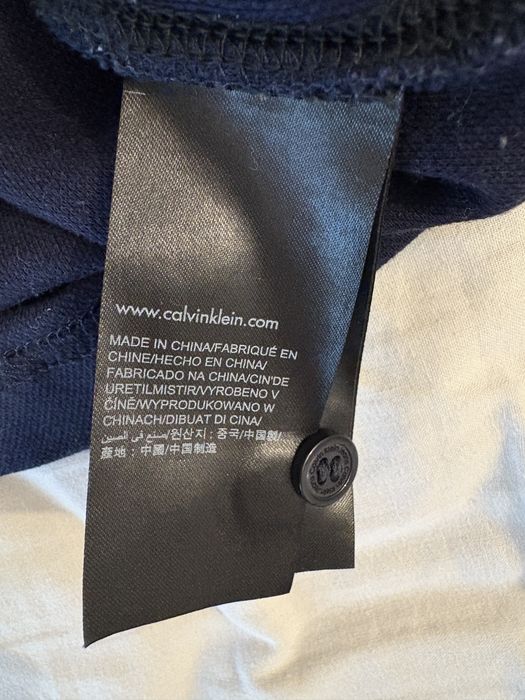 www.calvinklein.com
MADE IN CHINA/FABRIQUÉ EN
CHINE/HECHO EN CHINA/
FABRICADO NA CHINA/CIN'DE
URETILMISTIR/VYROBENO V
ČÍNĚ/WYPRODUKOWANO W
CHINACH/DIBUAT DI CINA/
صنع في الصين/원산지 : 중국/中国製/
産地 : 中國/中国制造